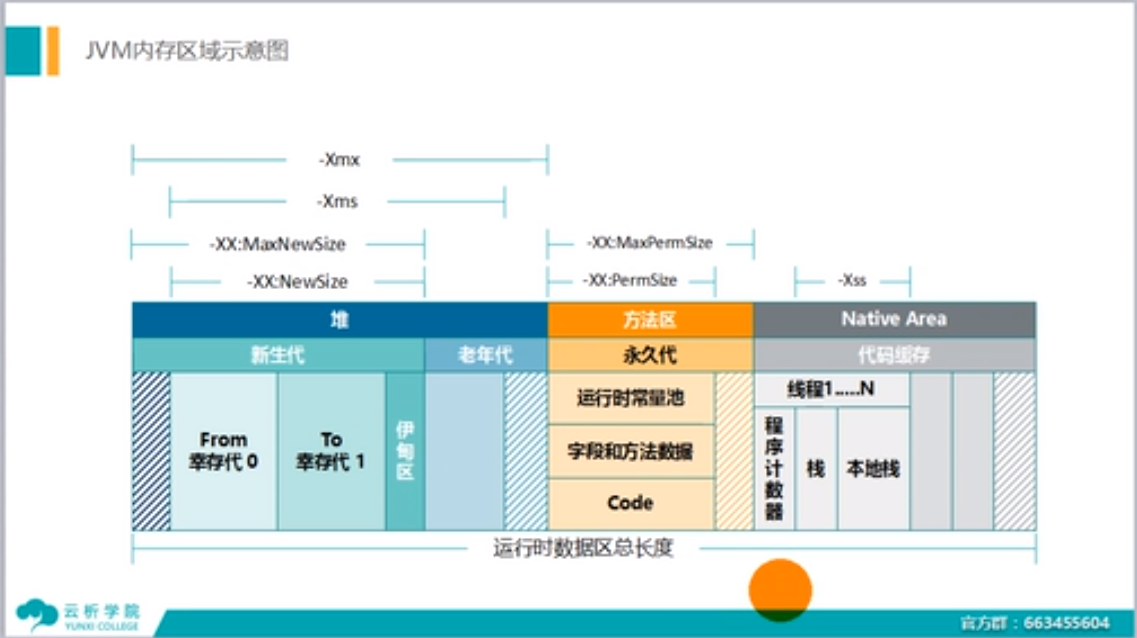 JVM内存区域示意图
-Xmx
-Xms
-XX:MaxNewSize
-XX:MaxPermSize
-XX:NewSize
-XX:PermSize
-Xss
堆
方法区
Native Area
新生代
老年代
永久代
代码缓存
From
幸存代 0
To
幸存代 1
伊甸区
运行时常量池
字段和方法数据
Code
线程1.....N
程序计数器
栈
本地栈
运行时数据区总长度
云析学院
YUNXI COLLEGE
官方群：663455604